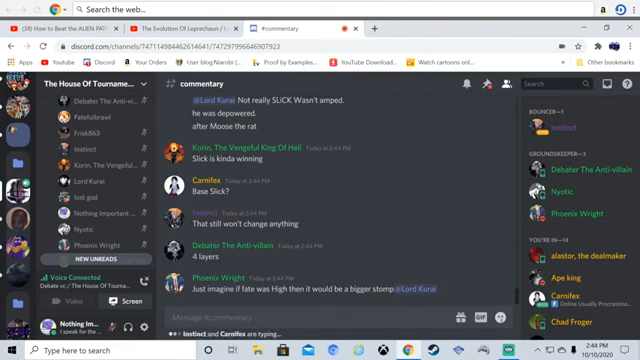 Search the web...
(38) How to Beat the ALIEN PAT
The Evolution Of Leprechaun / L
#commentary
discord.com/channels/747114984462614641/747297960646907923
Bookmarks
YouTube
User blog:Nairobi
Proof by Examples...
You've Download...
Watch cartoons onl...
Other bookmarks
The House Of Tourname...
# commentary
Search
Debater The Anti-vi...
Fatefulbrawl
Frisk863
Instinct
Korin, The Vengeful...
Lord Kurai
lost god
Nothing Important
Nyotic
Phoenix Wright
NEW UNREADS
Voice Connected
Debate vc / The House Of Tourna...
Video
Screen
Nothing Im...
i speak for the...
@Lord Kurai Not really SLiCK Wasn't amped.
he was depowered.
after Moose the rat
Korin, The Vengeful King Of Hell Today at 2:44 PM
Slick is kinda winning
Carnifex Today at 2:44 PM
Base Slick?
Instinct Today at 2:44 PM
That still won't change anything
Debater The Anti-villain Today at 2:44 PM
4 layers
Phoenix Wright Today at 2:44 PM
Just imagine if fate was High then it would be a bigger stomp@Lord Kurai
Message #commentary
GIF
Instinct and Carnifex are typing...
BOUNCER—1
Instinct
GROUNDSKEEPER—3
Debater The Anti-villain
Nyotic
Phoenix Wright
YOU'RE IN—14
alastor, the dealmaker
Ape king
Carnifex
Online Usually Procrastina...
Chad Froger
Type here to search
2:44 PM
10/10/2020